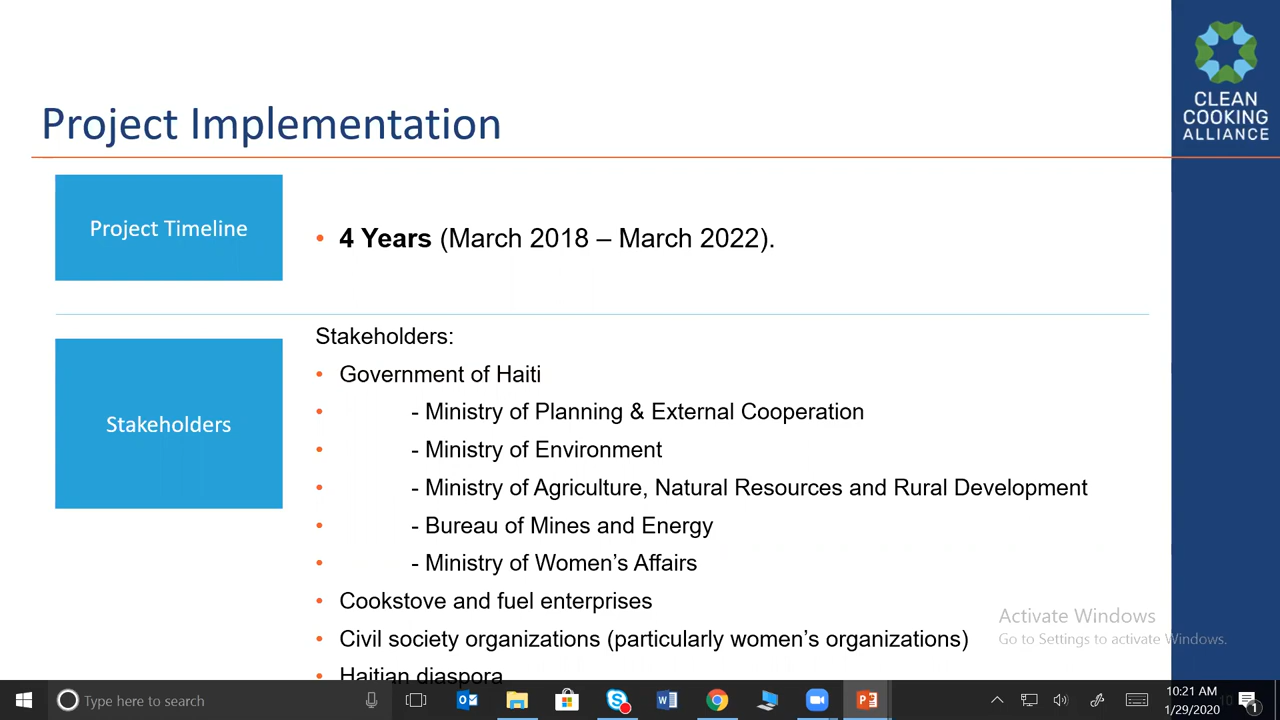 CLEAN
COOKING
ALLIANCE
Project Implementation
Project Timeline
• 4 Years (March 2018 – March 2022).
Stakeholders
Stakeholders:
• Government of Haiti
• - Ministry of Planning & External Cooperation
• - Ministry of Environment
• - Ministry of Agriculture, Natural Resources and Rural Development
• - Bureau of Mines and Energy
• - Ministry of Women’s Affairs
• Cookstove and fuel enterprises
• Civil society organizations (particularly women’s organizations)
• Haitian diaspora
Activate Windows
Go to Settings to activate Windows.
Type here to search
10:21 AM
1/29/2020
10
1